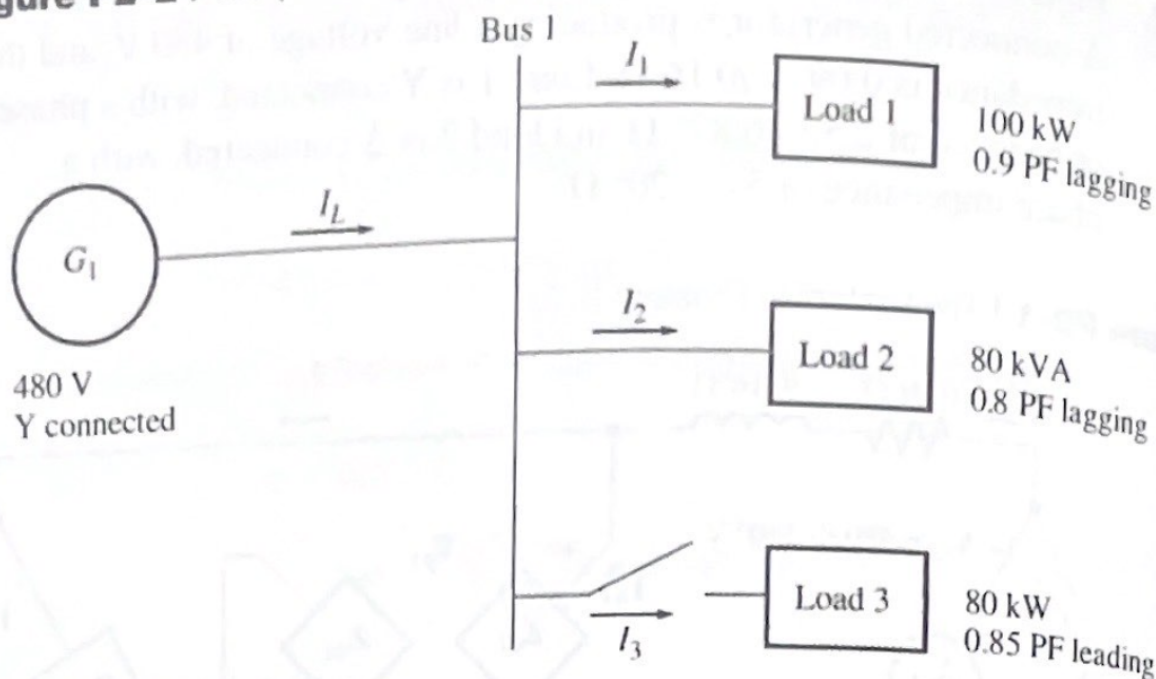 Bus 1
I₁
Load 1
100 kW
0.9 PF lagging
I_L
G₁
480 V
Y connected
I₂
Load 2
80 kVA
0.8 PF lagging
I₃
Load 3
80 kW
0.85 PF leading